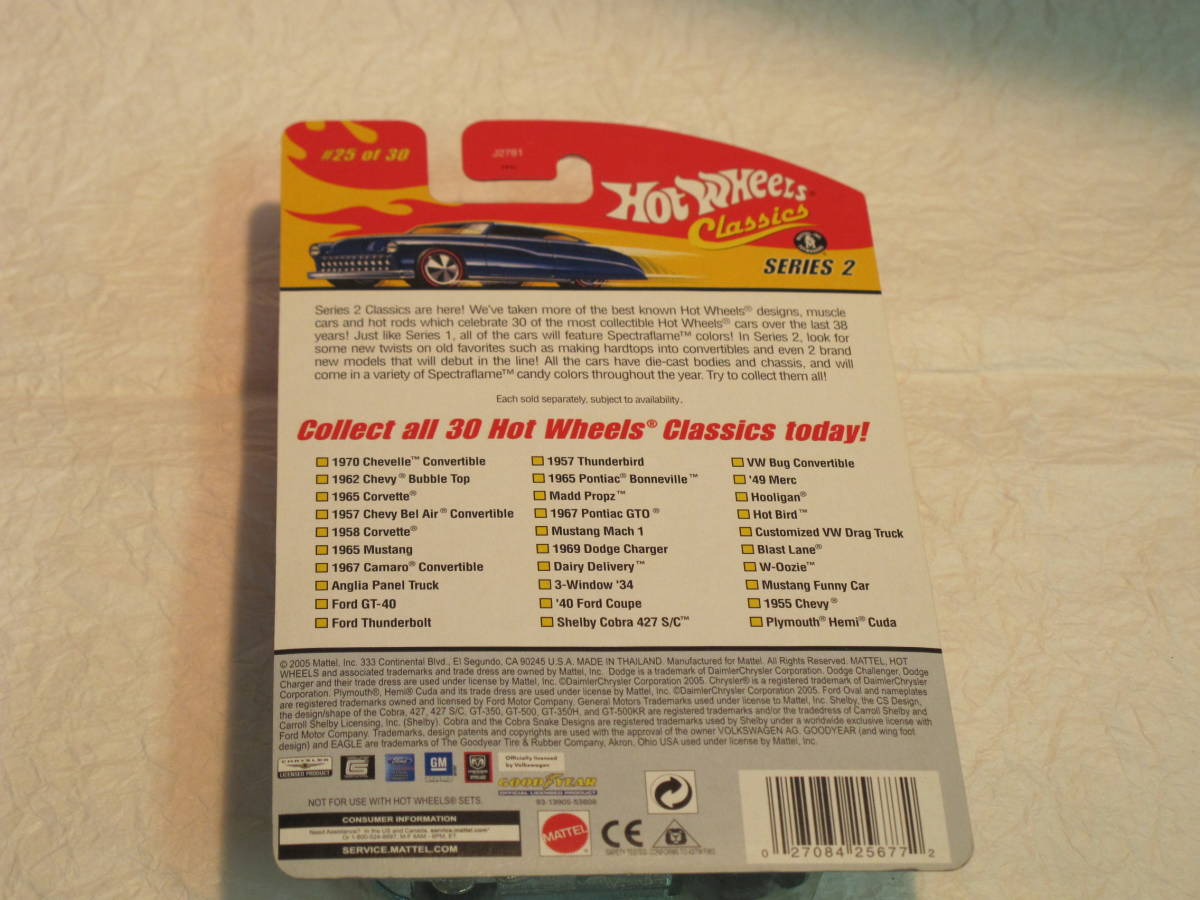 #25 of 30
J2781
Hot Wheels™
Classics
SERIES 2
Series 2 Classics are here! We've taken more of the best known Hot Wheels® designs, muscle
cars and hot rods which celebrate 30 of the most collectible Hot Wheels® cars over the last 38
years! Just like Series 1, all of the cars will feature Spectraflame™ colors! In Series 2, look for
some new twists on old favorites such as making hardtops into convertibles and even 2 brand
new models that will debut in the line! All the cars have die-cast bodies and chassis, and will
come in a variety of Spectraflame™ candy colors throughout the year. Try to collect them all!
Each sold separately, subject to availability.
Collect all 30 Hot Wheels® Classics today!
1970 Chevelle™ Convertible
1962 Chevy® Bubble Top
1965 Corvette®
1957 Chevy Bel Air® Convertible
1958 Corvette®
1965 Mustang
1967 Camaro® Convertible
Anglia Panel Truck
Ford GT-40
Ford Thunderbolt
1957 Thunderbird
1965 Pontiac® Bonneville™
Madd Propz™
1967 Pontiac GTO®
Mustang Mach 1
1969 Dodge Charger
Dairy Delivery™
3-Window '34
'40 Ford Coupe
Shelby Cobra 427 S/C™
VW Bug Convertible
'49 Merc
Hooligan®
Hot Bird™
Customized VW Drag Truck
Blast Lane®
W-Oozie™
Mustang Funny Car
1955 Chevy®
Plymouth® Hemi® Cuda
© 2005 Mattel, Inc. 333 Continental Blvd., El Segundo, CA 90245 U.S.A. MADE IN THAILAND. Manufactured for Mattel. All Rights Reserved. MATTEL, HOT
WHEELS and associated trademarks and trade dress are owned by Mattel, Inc. Dodge is a trademark of DaimlerChrysler Corporation. Dodge Challenger, Dodge
Charger and their trade dress are used under license by Mattel, Inc. ©DaimlerChrysler Corporation 2005. Chrysler® is a registered trademark of ©DaimlerChrysler
Corporation. Plymouth®, Hemi® Cuda and its trade dress are used under license by Mattel, Inc. ©DaimlerChrysler Corporation 2005. Ford Oval and nameplates
are registered trademarks owned and licensed by Ford Motor Company. General Motors Trademarks used under license to Mattel, Inc. Shelby, the CS Design,
the design/shape of the Cobra, 427, 427 S/C, GT-350, GT-500, GT-350H, and GT-500KR are registered trademarks and/or the tradedress of Carroll Shelby and
Carroll Shelby Licensing, Inc. (Shelby). Cobra and the Cobra Snake Designs are registered trademarks used by Shelby under a worldwide exclusive license with
Ford Motor Company. Trademarks, design patents and copyrights are used with the approval of the owner VOLKSWAGEN AG. GOODYEAR (and wing foot
design) and EAGLE are trademarks of The Goodyear Tire & Rubber Company, Akron, Ohio USA used under license by Mattel, Inc.
CHRYSLER
LICENSED PRODUCT
GM
Officially licensed
by Volkswagen
GOODYEAR
OFFICIAL LICENSED PRODUCT
NOT FOR USE WITH HOT WHEELS® SETS.
CONSUMER INFORMATION
Need Assistance? In the US and Canada, service.mattel.com
SERVICE.MATTEL.COM
MATTEL
CE
0 27084 25677 2